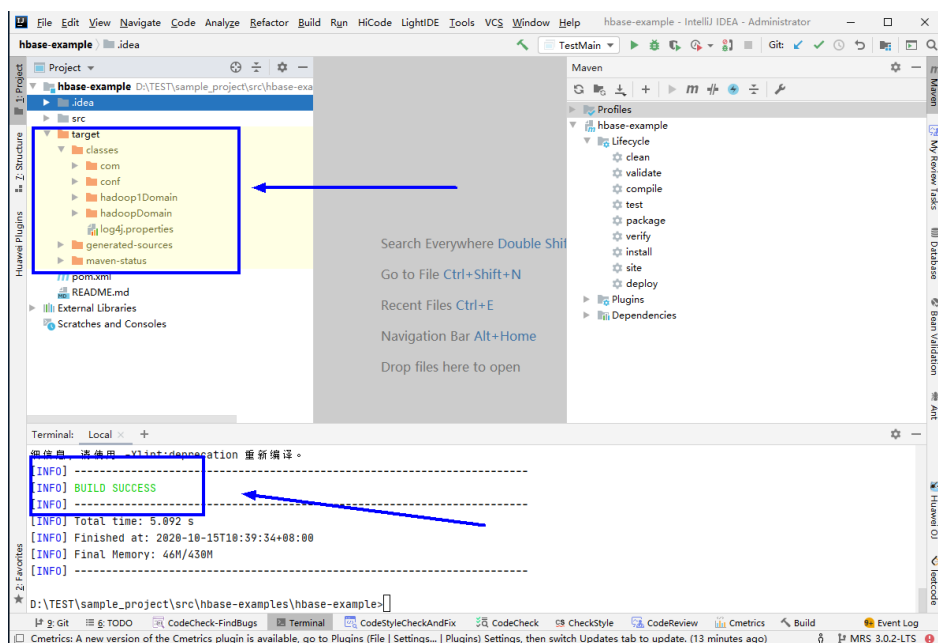 File Edit View Navigate Code Analyze Refactor Build Run HiCode LightIDE Tools VCS Window Help hbase-example - IntelliJ IDEA - Administrator
hbase-example .idea
TestMain
Git:
1: Project
Z: Structure
Huawei Plugins
2: Favorites
Project
hbase-example D:\TEST\sample_project\src\hbase-exa
.idea
src
target
classes
com
conf
hadoop1Domain
hadoopDomain
log4j.properties
generated-sources
maven-status
pom.xml
README.md
External Libraries
Scratches and Consoles
Search Everywhere Double Shif
Go to File Ctrl+Shift+N
Recent Files Ctrl+E
Navigation Bar Alt+Home
Drop files here to open
Maven
Profiles
hbase-example
Lifecycle
clean
validate
compile
test
package
verify
install
site
deploy
Plugins
Dependencies
Maven
My Review Tasks
Database
Bean Validation
Ant
Huawei OJ
leetcode
Terminal: Local
细信息, 请使用 -Xlint:deprecation 重新编译。
[INFO] ------------------------------------------------------------------------
[INFO] BUILD SUCCESS
[INFO] ------------------------------------------------------------------------
[INFO] Total time: 5.092 s
[INFO] Finished at: 2020-10-15T10:39:34+08:00
[INFO] Final Memory: 46M/430M
[INFO] ------------------------------------------------------------------------
D:\TEST\sample_project\src\hbase-examples\hbase-example>
9: Git 6: TODO CodeCheck-FindBugs Terminal CodeStyleCheckAndFix CodeCheck CheckStyle CodeReview Cmetrics Build Event Log
Cmetrics: A new version of the Cmetrics plugin is available, go to Plugins (File | Settings... | Plugins) Settings, then switch Updates tab to update. (13 minutes ago) MRS 3.0.2-LTS